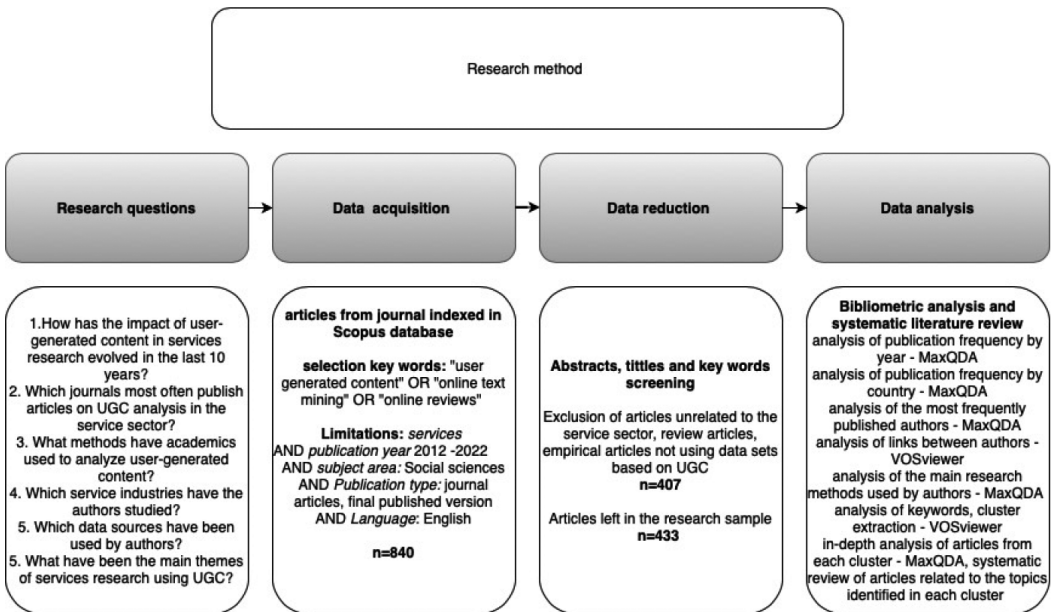 Research method
Research questions
Data acquisition
Data reduction
Data analysis
1.How has the impact of user-
generated content in services
research evolved in the last 10
years?
2. Which journals most often publish
articles on UGC analysis in the
service sector?
3. What methods have academics
used to analyze user-generated
content?
4. Which service industries have the
authors studied?
5. Which data sources have been
used by authors?
5. What have been the main themes
of services research using UGC?
articles from journal indexed in
Scopus database
selection key words: "user
generated content" OR "online text
mining" OR "online reviews"
Limitations: services
AND publication year 2012 -2022
AND subject area: Social sciences
AND Publication type: journal
articles, final published version
AND Language: English
n=840
Abstracts, tittles and key words
screening
Exclusion of articles unrelated to the
service sector, review articles,
empirical articles not using data sets
based on UGC
n=407
Articles left in the research sample
n=433
Bibliometric analysis and
systematic literature review
analysis of publication frequency by
year - MaxQDA
analysis of publication frequency by
country - MaxQDA
analysis of the most frequently
published authors - MaxQDA
analysis of links between authors -
VOSviewer
analysis of the main research
methods used by authors - MaxQDA
analysis of keywords, cluster
extraction - VOSviewer
in-depth analysis of articles from
each cluster - MaxQDA, systematic
review of articles related to the topics
identified in each cluster